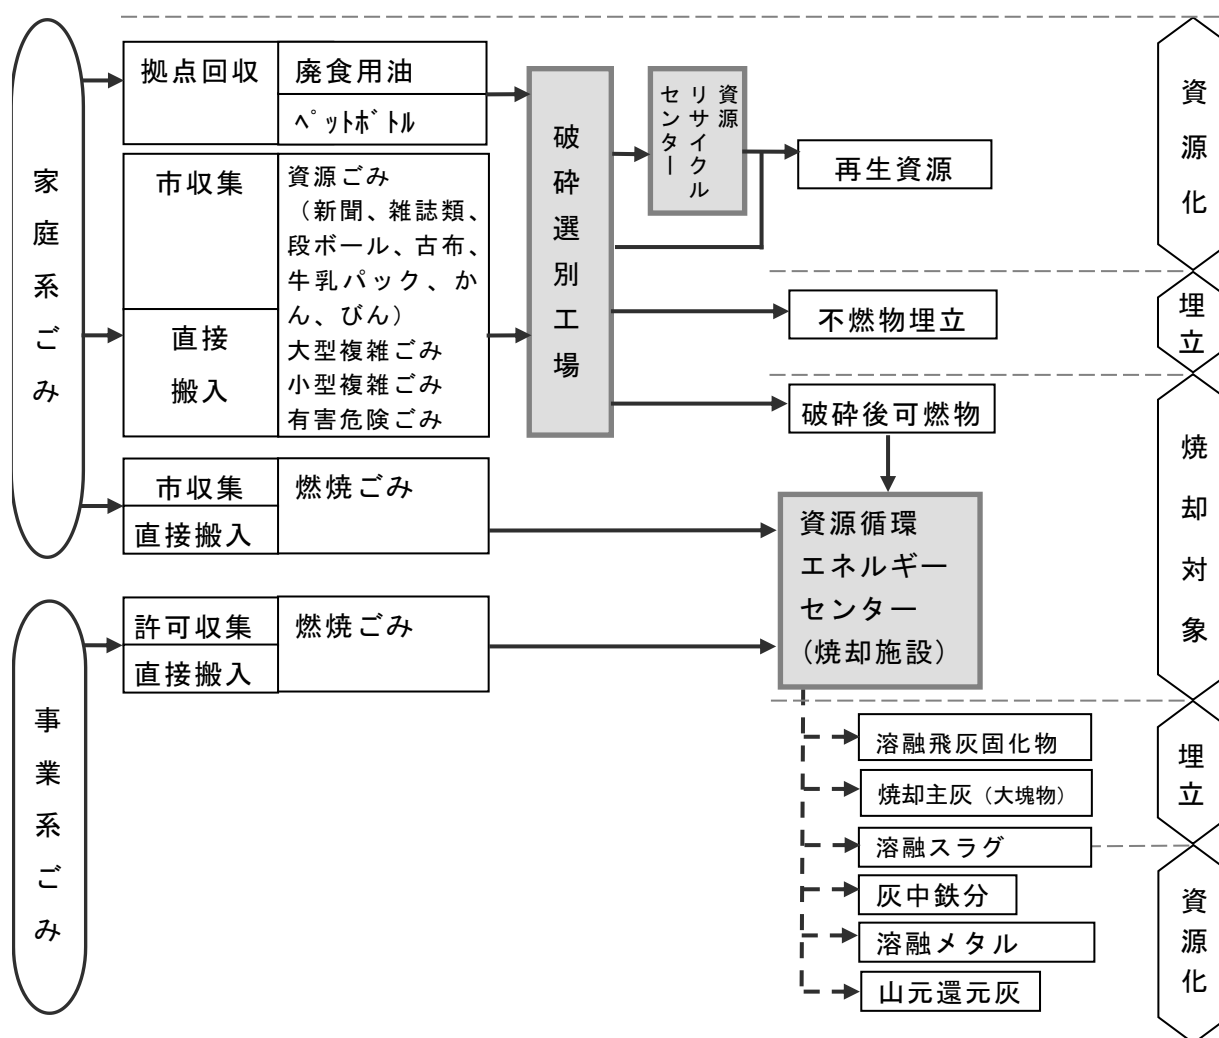 家庭系ごみ
拠点回収
廃食用油
ﾍﾟｯﾄﾎﾞﾄﾙ
市収集
直接
搬入
資源ごみ
（新聞、雑誌類、
段ボール、古布、
牛乳パック、か
ん、びん）
大型複雑ごみ
小型複雑ごみ
有害危険ごみ
市収集
直接搬入
燃焼ごみ
事業系ごみ
許可収集
直接搬入
燃焼ごみ
破砕選別工場
資源
リサイクル
センター
再生資源
不燃物埋立
破砕後可燃物
資源循環
エネルギー
センター
（焼却施設）
溶融飛灰固化物
焼却主灰（大塊物）
溶融スラグ
灰中鉄分
溶融メタル
山元還元灰
資源化
埋立
焼却対象
埋立
資源化